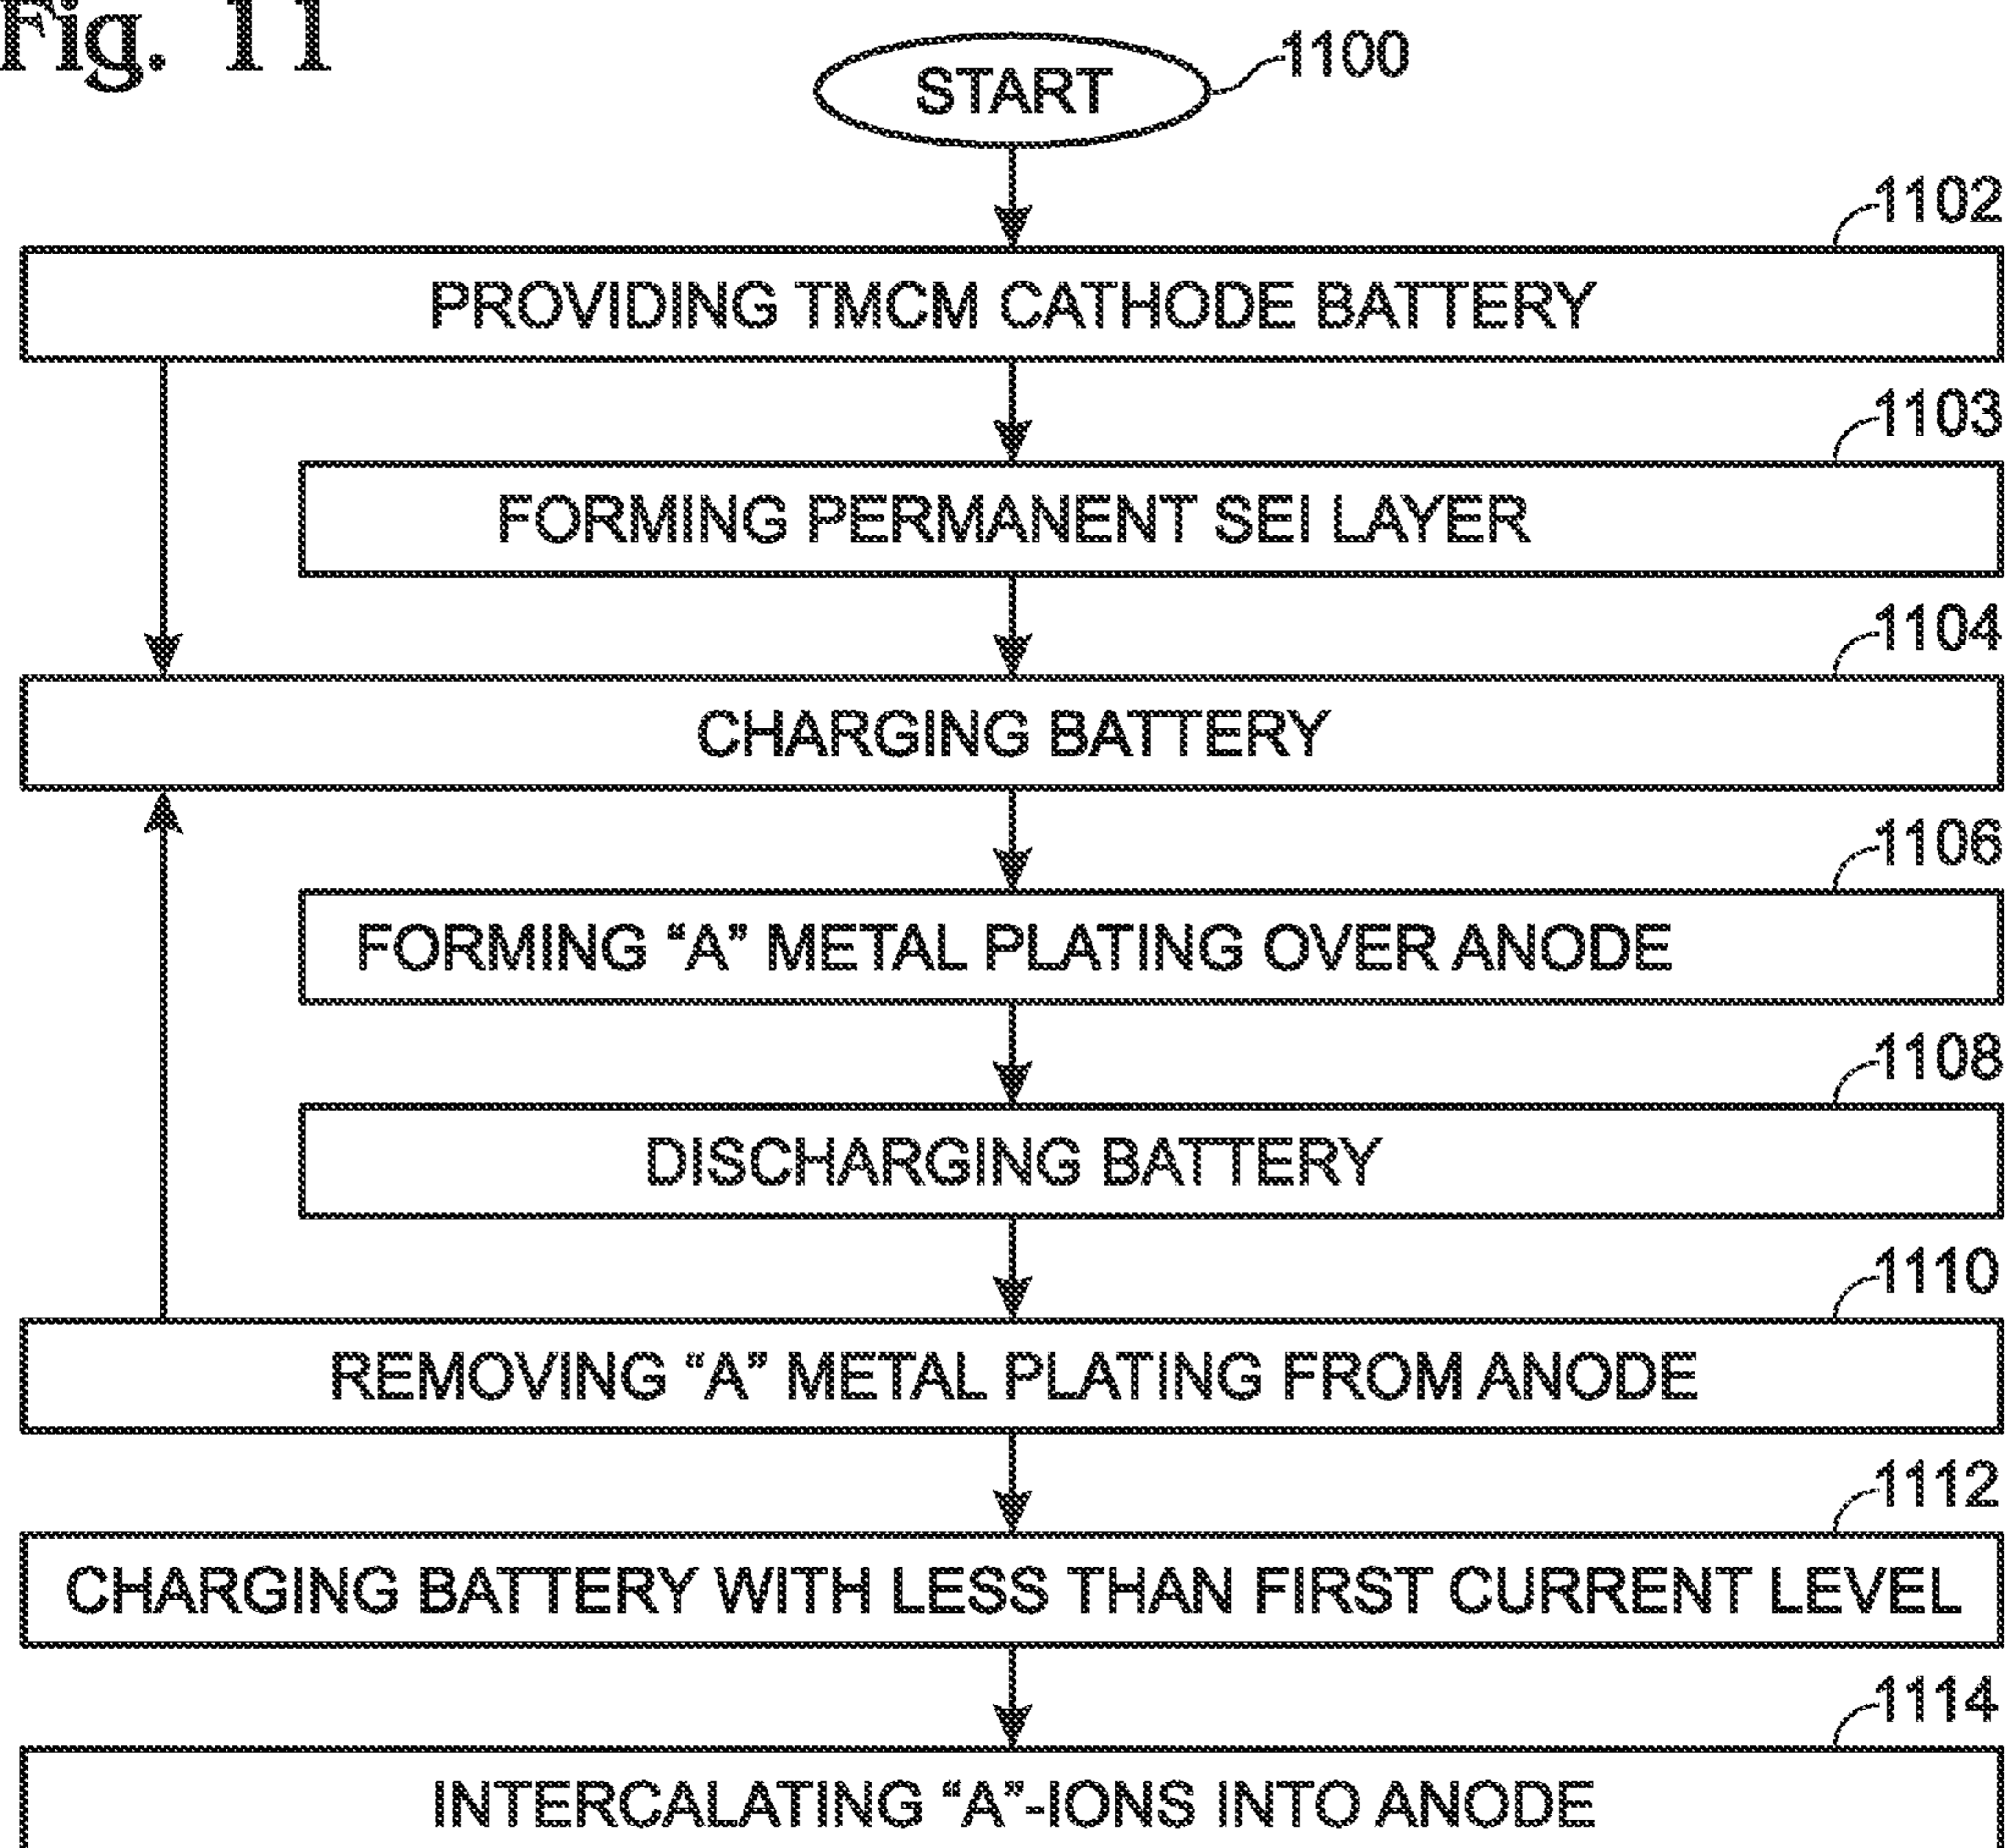 Fig. 11
START
1100
1102
PROVIDING TMCM CATHODE BATTERY
1103
FORMING PERMANENT SEI LAYER
1104
CHARGING BATTERY
1106
FORMING “A” METAL PLATING OVER ANODE
1108
DISCHARGING BATTERY
1110
REMOVING “A” METAL PLATING FROM ANODE
1112
CHARGING BATTERY WITH LESS THAN FIRST CURRENT LEVEL
1114
INTERCALATING “A”-IONS INTO ANODE